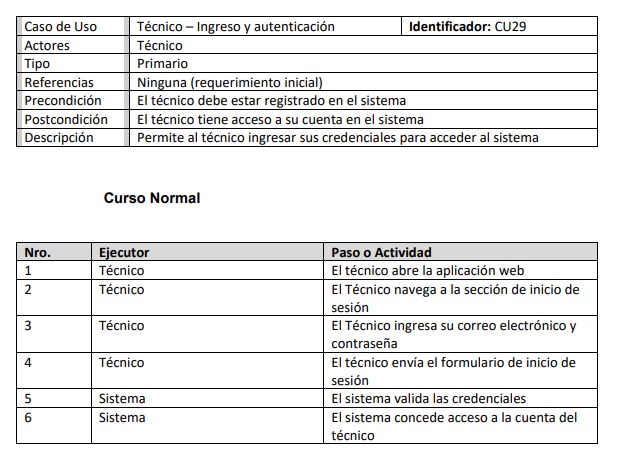 Caso de Uso Técnico – Ingreso y autenticación Identificador: CU29
Actores Técnico
Tipo Primario
Referencias Ninguna (requerimiento inicial)
Precondición El técnico debe estar registrado en el sistema
Postcondición El técnico tiene acceso a su cuenta en el sistema
Descripción Permite al técnico ingresar sus credenciales para acceder al sistema
Curso Normal
Nro. Ejecutor Paso o Actividad
1 Técnico El técnico abre la aplicación web
2 Técnico El Técnico navega a la sección de inicio de
sesión
3 Técnico El Técnico ingresa su correo electrónico y
contraseña
4 Técnico El técnico envía el formulario de inicio de
sesión
5 Sistema El sistema valida las credenciales
6 Sistema El sistema concede acceso a la cuenta del
técnico